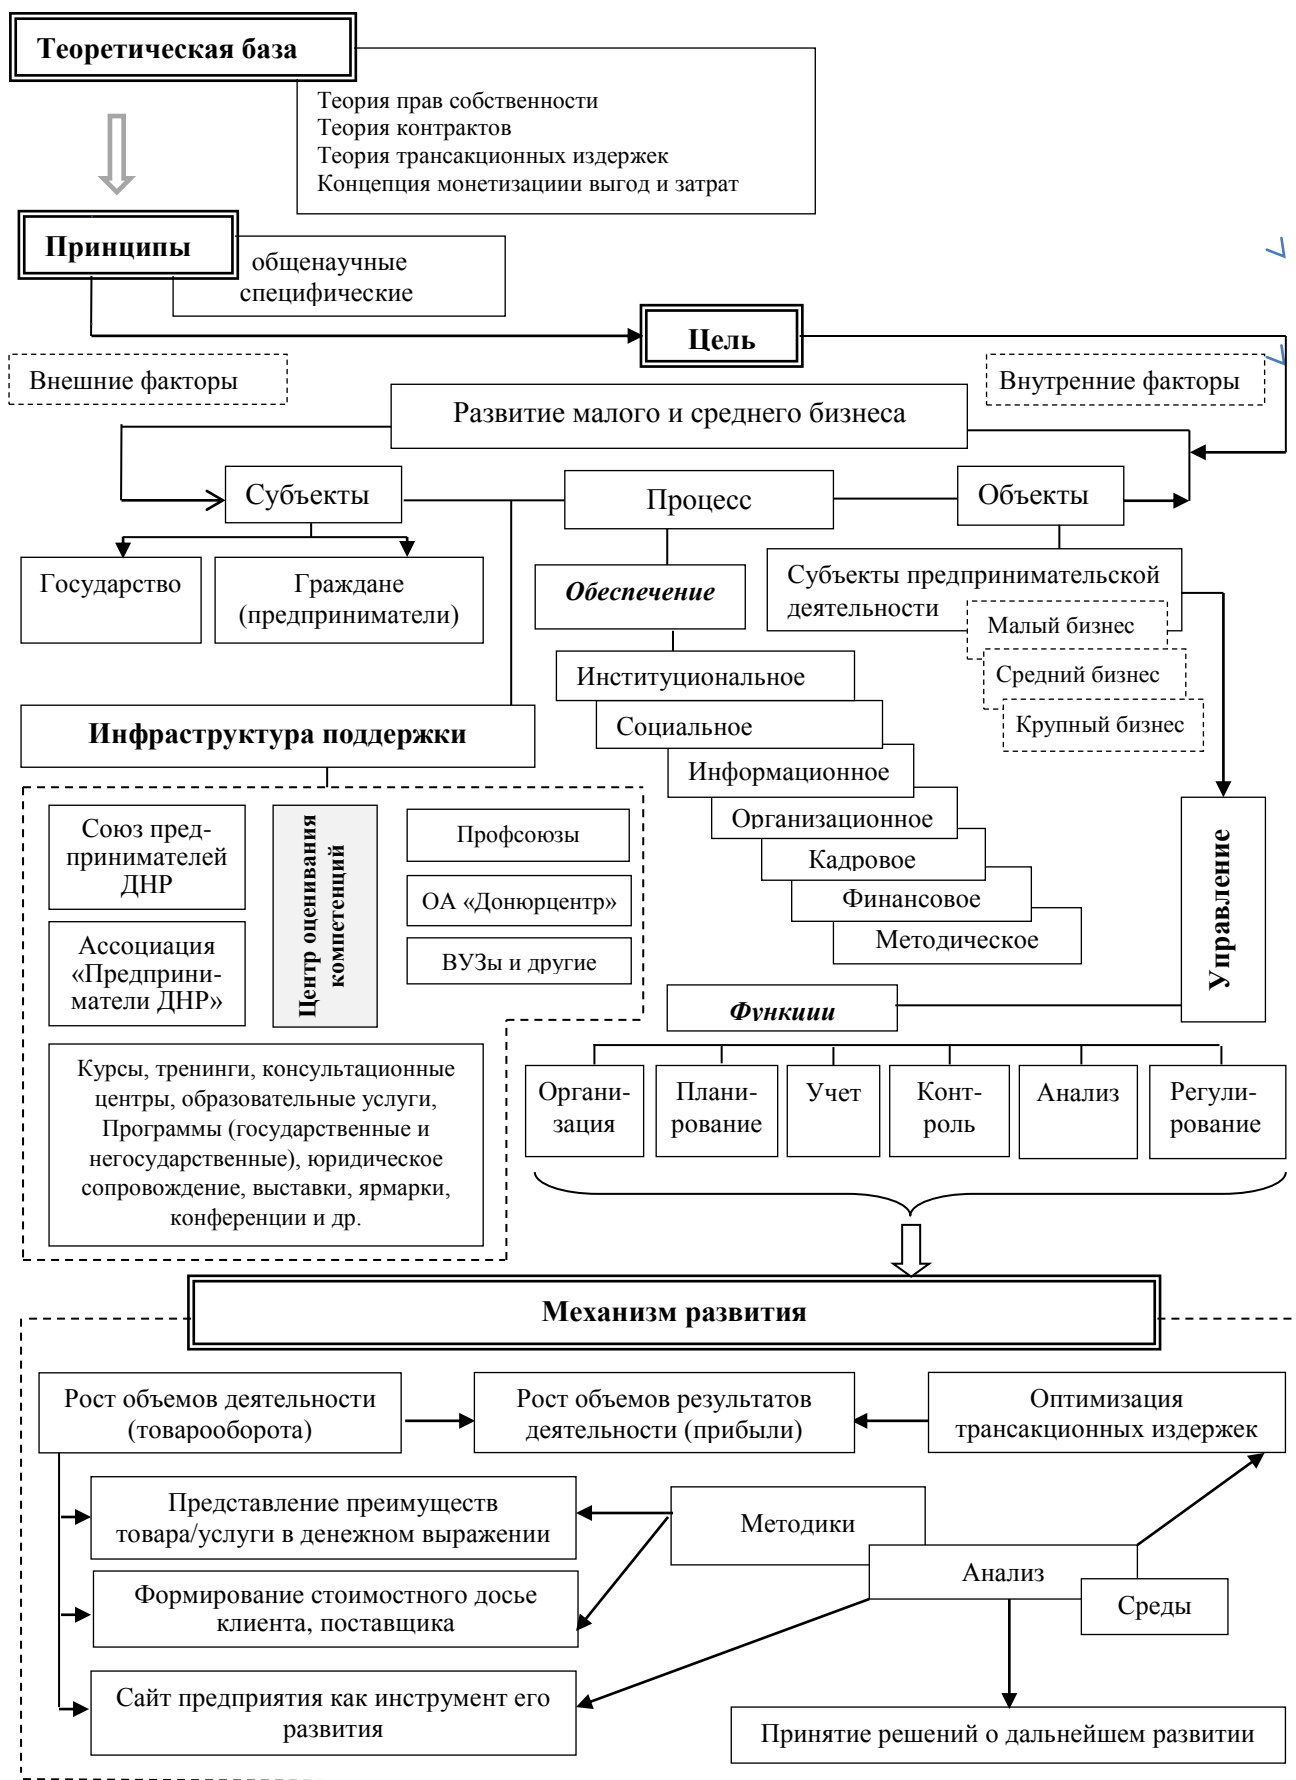 Теоретическая база
Теория прав собственности
Теория контрактов
Теория трансакционных издержек
Концепция монетизациии выгод и затрат
Принципы
общенаучные
специфические
Цель
Внешние факторы
Внутренние факторы
Развитие малого и среднего бизнеса
Субъекты
Процесс
Объекты
Государство
Граждане
(предприниматели)
Обеспечение
Субъекты предпринимательской
деятельности
Малый бизнес
Средний бизнес
Крупный бизнес
Институциональное
Социальное
Информационное
Организационное
Кадровое
Финансовое
Методическое
Инфраструктура поддержки
Союз пред-
принимателей
ДНР
Ассоциация
«Предприни-
матели ДНР»
Центр оценивания
компетенций
Профсоюзы
ОА «Донюрцентр»
ВУЗы и другие
Курсы, тренинги, консультационные
центры, образовательные услуги,
Программы (государственные и
негосударственные), юридическое
сопровождение, выставки, ярмарки,
конференции и др.
Управление
Функции
Органи-
зация
Плани-
рование
Учет
Конт-
роль
Анализ
Регули-
рование
Механизм развития
Рост объемов деятельности
(товарооборота)
Рост объемов результатов
деятельности (прибыли)
Оптимизация
трансакционных издержек
Представление преимуществ
товара/услуги в денежном выражении
Методики
Анализ
Среды
Формирование стоимостного досье
клиента, поставщика
Сайт предприятия как инструмент его
развития
Принятие решений о дальнейшем развитии